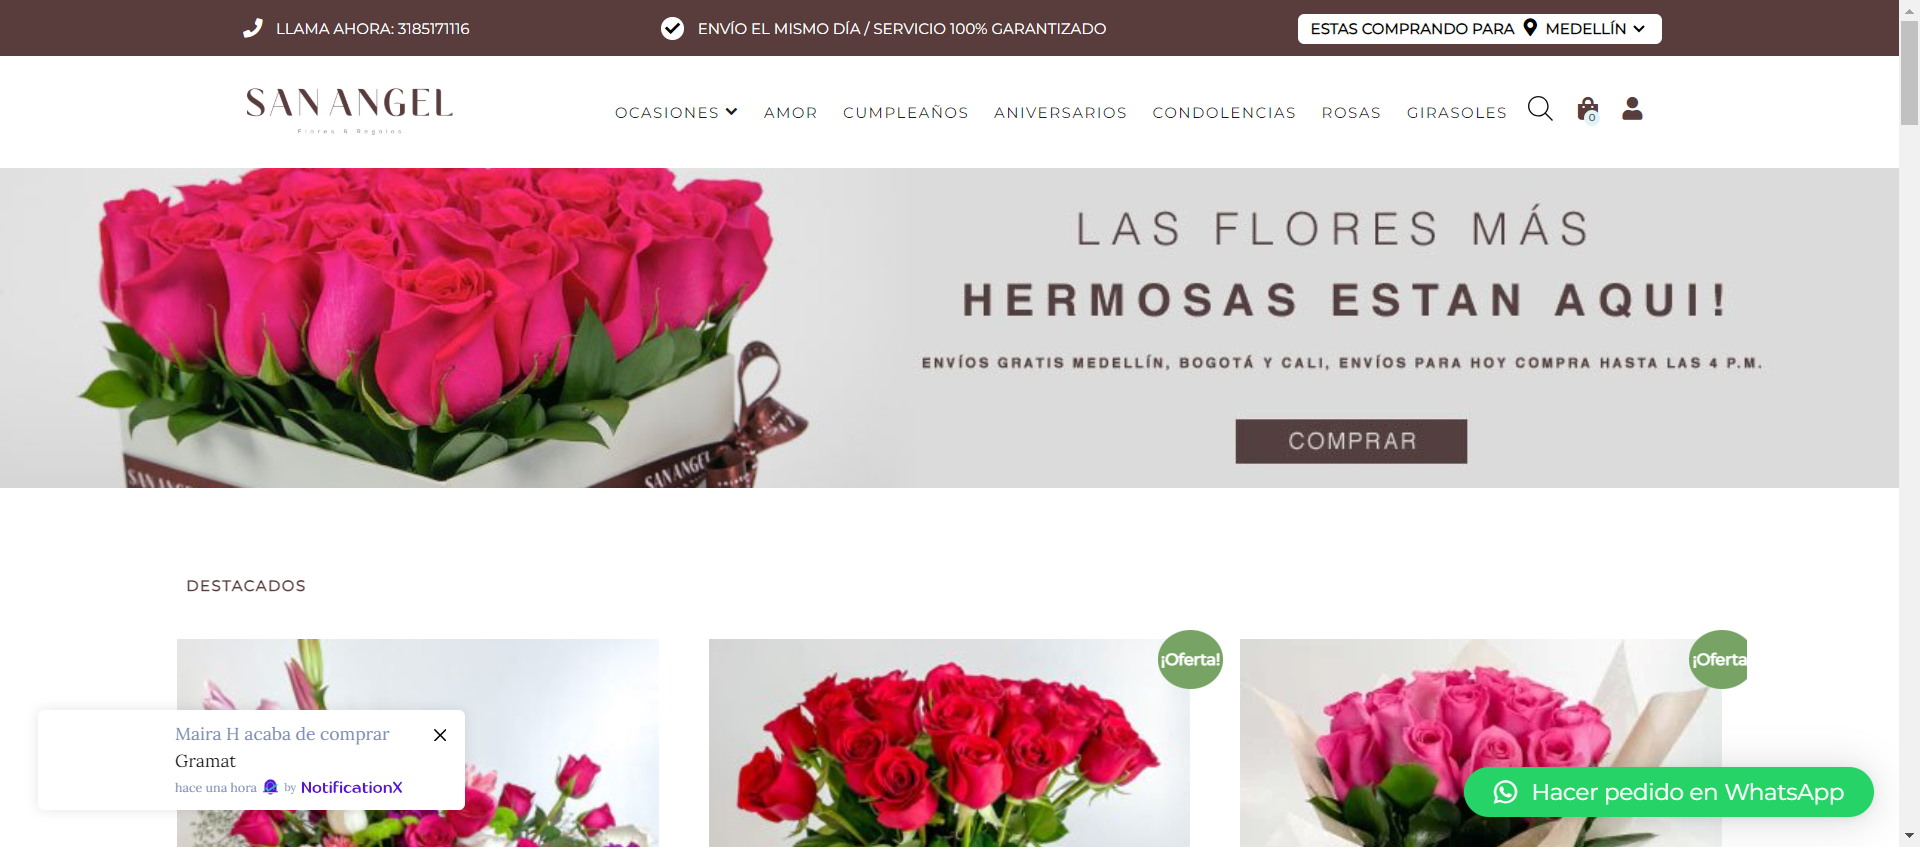 LLAMA AHORA: 3185171116
ENVÍO EL MISMO DÍA / SERVICIO 100% GARANTIZADO
ESTAS COMPRANDO PARA MEDELLÍN
SAN ANGEL
Flores & Regalos
OCASIONES
AMOR
CUMPLEAÑOS
ANIVERSARIOS
CONDOLENCIAS
ROSAS
GIRASOLES
0
LAS FLORES MÁS
HERMOSAS ESTAN AQUI!
ENVÍOS GRATIS MEDELLÍN, BOGOTÁ Y CALI, ENVÍOS PARA HOY COMPRA HASTA LAS 4 P.M.
COMPRAR
SAN ANGEL
SAN ANGEL
DESTACADOS
¡Oferta!
¡Oferta
Maira H acaba de comprar
Gramat
hace una hora by NotificationX
Hacer pedido en WhatsApp